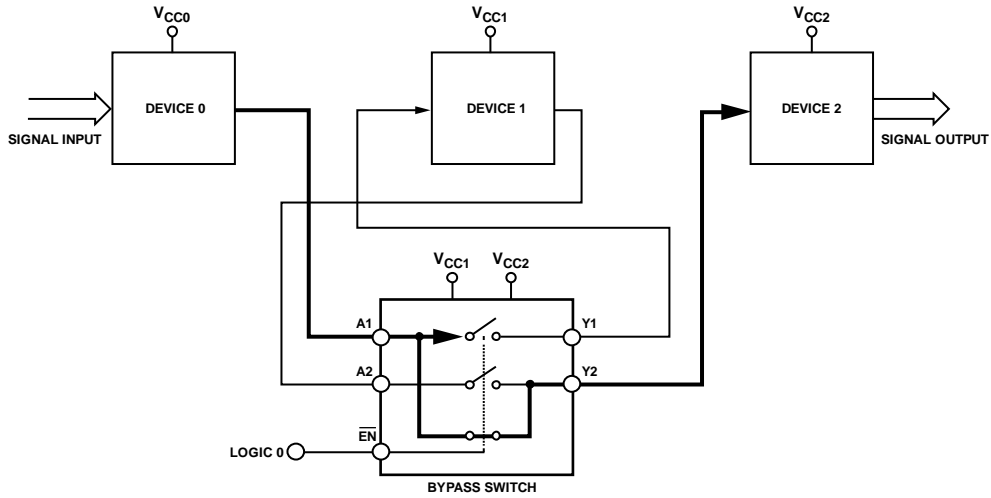 VCC0
VCC1
VCC2
DEVICE 0
DEVICE 1
DEVICE 2
SIGNAL INPUT
SIGNAL OUTPUT
VCC1
VCC2
A1
Y1
A2
Y2
E̅N̅
LOGIC 0
BYPASS SWITCH